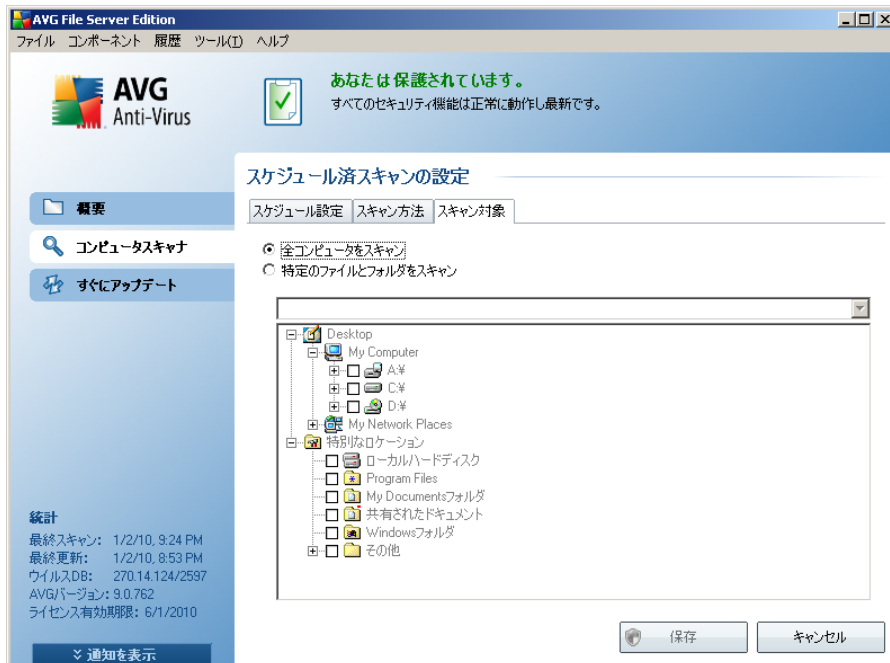 AVG File Server Edition
ファイル コンポーネント 履歴 ツール(T) ヘルプ
AVG
Anti-Virus
あなたは保護されています。
すべてのセキュリティ機能は正常に動作し最新です。
スケジュール済スキャンの設定
概要
コンピュータスキャナ
すぐにアップデート
スケジュール設定 スキャン方法 スキャン対象
全コンピュータをスキャン
特定のファイルとフォルダをスキャン
Desktop
My Computer
A:¥
C:¥
D:¥
My Network Places
特別なロケーション
ローカルハードディスク
Program Files
My Documentsフォルダ
共有されたドキュメント
Windowsフォルダ
その他
統計
最終スキャン: 1/2/10, 9:24 PM
最終更新: 1/2/10, 8:53 PM
ウイルスDB: 270.14.124/2597
AVGバージョン: 9.0.762
ライセンス有効期限: 6/1/2010
通知を表示
保存 キャンセル